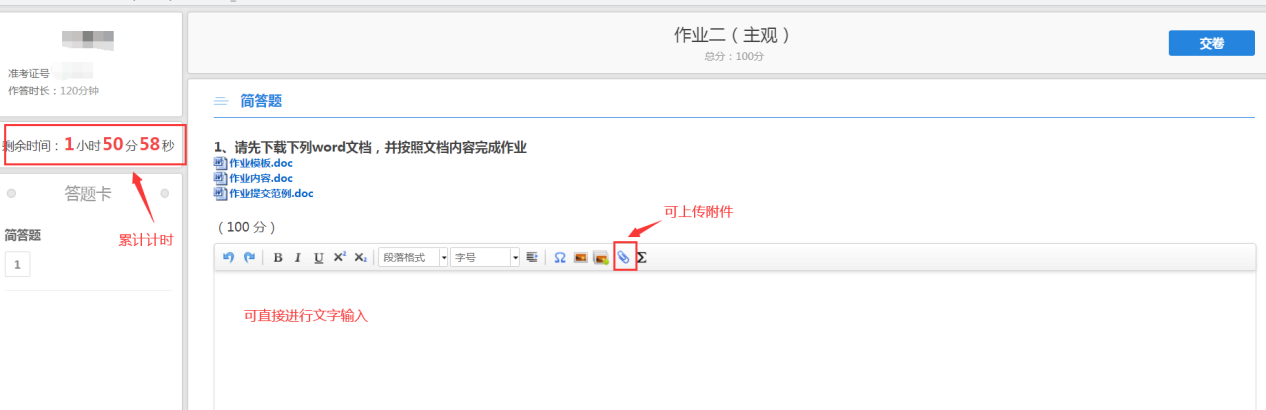 准考证号
作答时长：120分钟
剩余时间：1小时50分58秒
累计计时
答题卡
简答题
1
作业二（主观）
总分：100分
交卷
简答题
1、请先下载下列word文档，并按照文档内容完成作业
作业模板.doc
作业内容.doc
作业提交范例.doc
（100 分）
可上传附件
B I U X² X₂ 段落格式 字号 Ω Σ
可直接进行文字输入